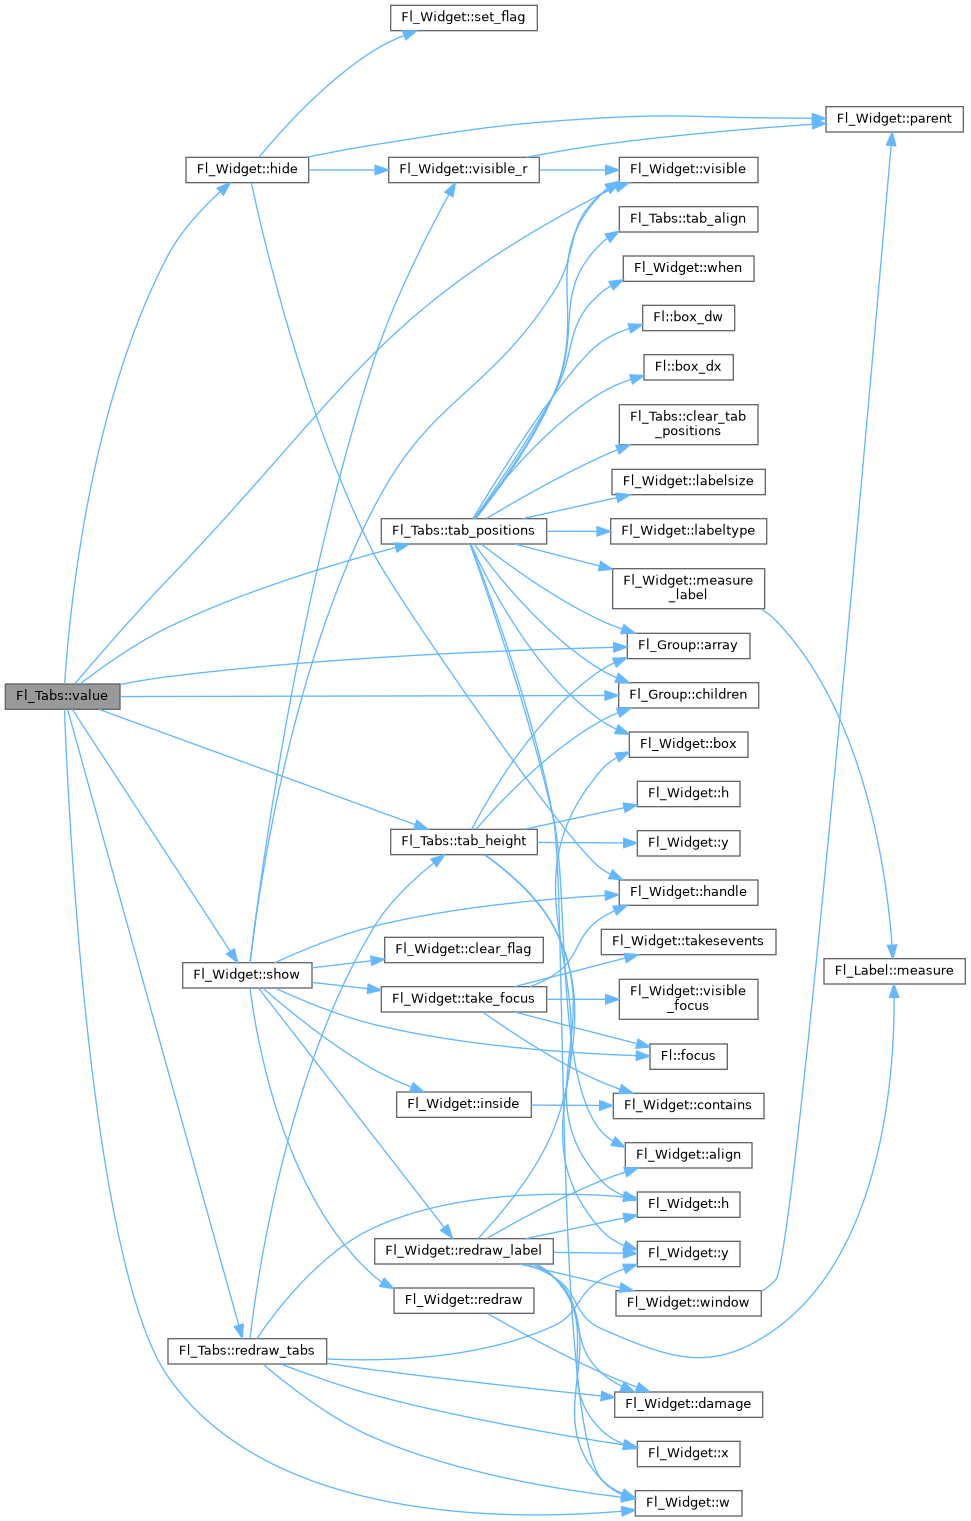 Fl_Widget::set_flag
Fl_Widget::parent
Fl_Widget::hide
Fl_Widget::visible_r
Fl_Widget::visible
Fl_Tabs::tab_align
Fl_Widget::when
Fl::box_dw
Fl::box_dx
Fl_Tabs::clear_tab
_positions
Fl_Widget::labelsize
Fl_Tabs::tab_positions
Fl_Widget::labeltype
Fl_Widget::measure
_label
Fl_Group::array
Fl_Tabs::value
Fl_Group::children
Fl_Widget::box
Fl_Widget::h
Fl_Tabs::tab_height
Fl_Widget::y
Fl_Widget::handle
Fl_Widget::takesevents
Fl_Widget::clear_flag
Fl_Label::measure
Fl_Widget::show
Fl_Widget::take_focus
Fl_Widget::visible
_focus
Fl::focus
Fl_Widget::inside
Fl_Widget::contains
Fl_Widget::align
Fl_Widget::h
Fl_Widget::redraw_label
Fl_Widget::y
Fl_Widget::redraw
Fl_Widget::window
Fl_Tabs::redraw_tabs
Fl_Widget::damage
Fl_Widget::x
Fl_Widget::w